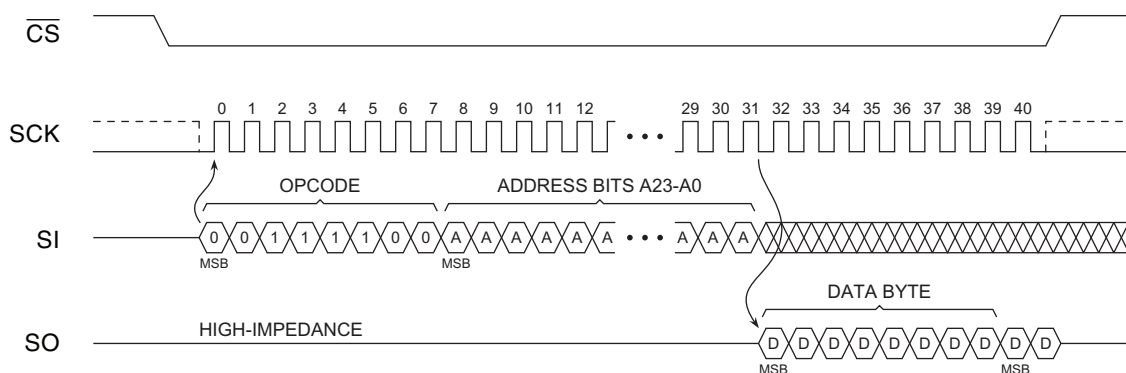 CS
0 1 2 3 4 5 6 7 8 9 10 11 12 29 30 31 32 33 34 35 36 37 38 39 40
SCK
OPCODE ADDRESS BITS A23-A0
SI 0 0 1 1 1 1 0 0 A A A A A A • • • A A A
MSB MSB
DATA BYTE
HIGH-IMPEDANCE
SO D D D D D D D D D D
MSB MSB